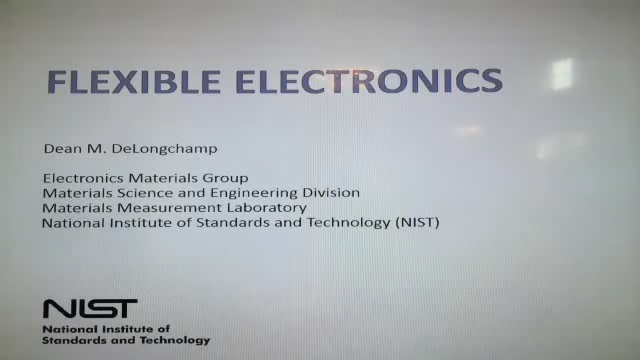 FLEXIBLE ELECTRONICS
Dean M. DeLongchamp
Electronics Materials Group
Materials Science and Engineering Division
Materials Measurement Laboratory
National Institute of Standards and Technology (NIST)
NIST
National Institute of
Standards and Technology